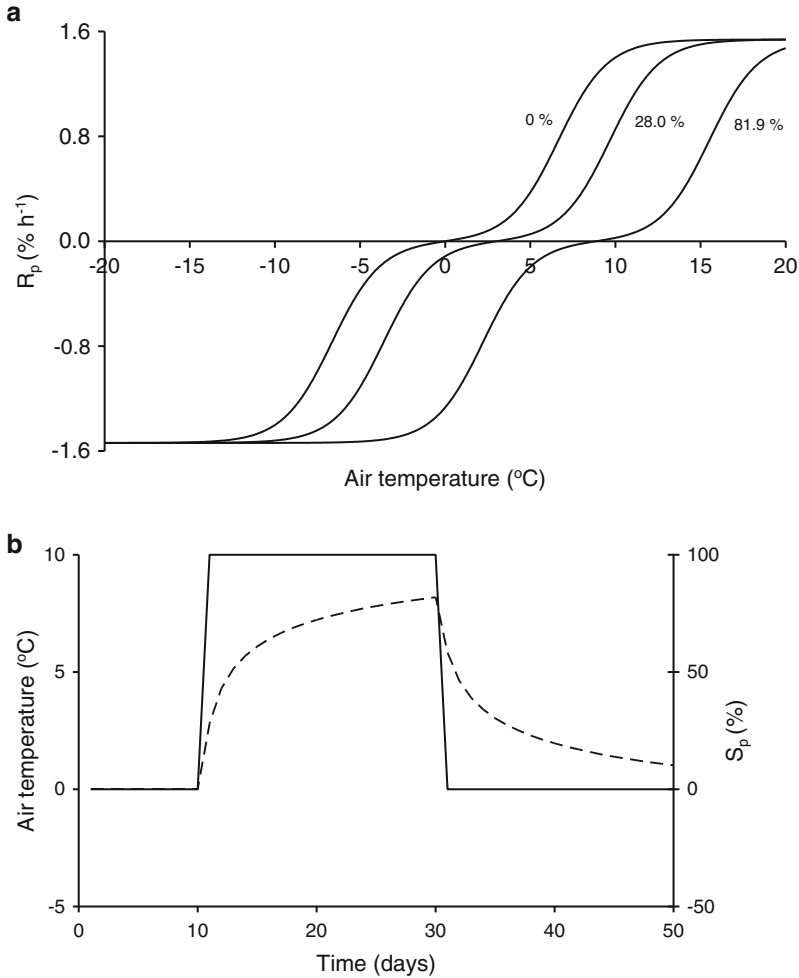 a
1.6
0.8
0.0
-0.8
-1.6
R_p (% h⁻¹)
-20 -15 -10 -5 0 5 10 15 20
0 %
28.0 %
81.9 %
Air temperature (°C)
b
10
5
0
-5
Air temperature (°C)
100
50
0
-50
S_p (%)
0 10 20 30 40 50
Time (days)